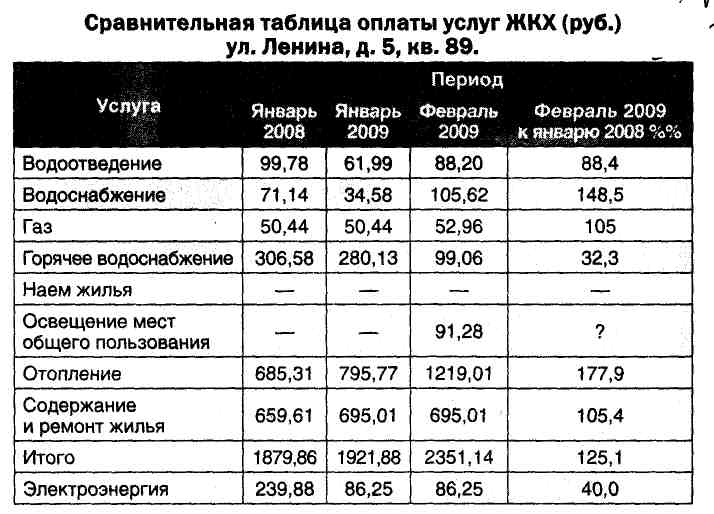 Сравнительная таблица оплаты услуг ЖКХ (руб.)
ул. Ленина, д. 5, кв. 89.
Услуга
Период
Январь 2008
Январь 2009
Февраль 2009
Февраль 2009 к январю 2008 %%
Водоотведение 99,78 61,99 88,20 88,4
Водоснабжение 71,14 34,58 105,62 148,5
Газ 50,44 50,44 52,96 105
Горячее водоснабжение 306,58 280,13 99,06 32,3
Наем жилья — — — —
Освещение мест
общего пользования — — 91,28 ?
Отопление 685,31 795,77 1219,01 177,9
Содержание
и ремонт жилья 659,61 695,01 695,01 105,4
Итого 1879,86 1921,88 2351,14 125,1
Электроэнергия 239,88 86,25 86,25 40,0